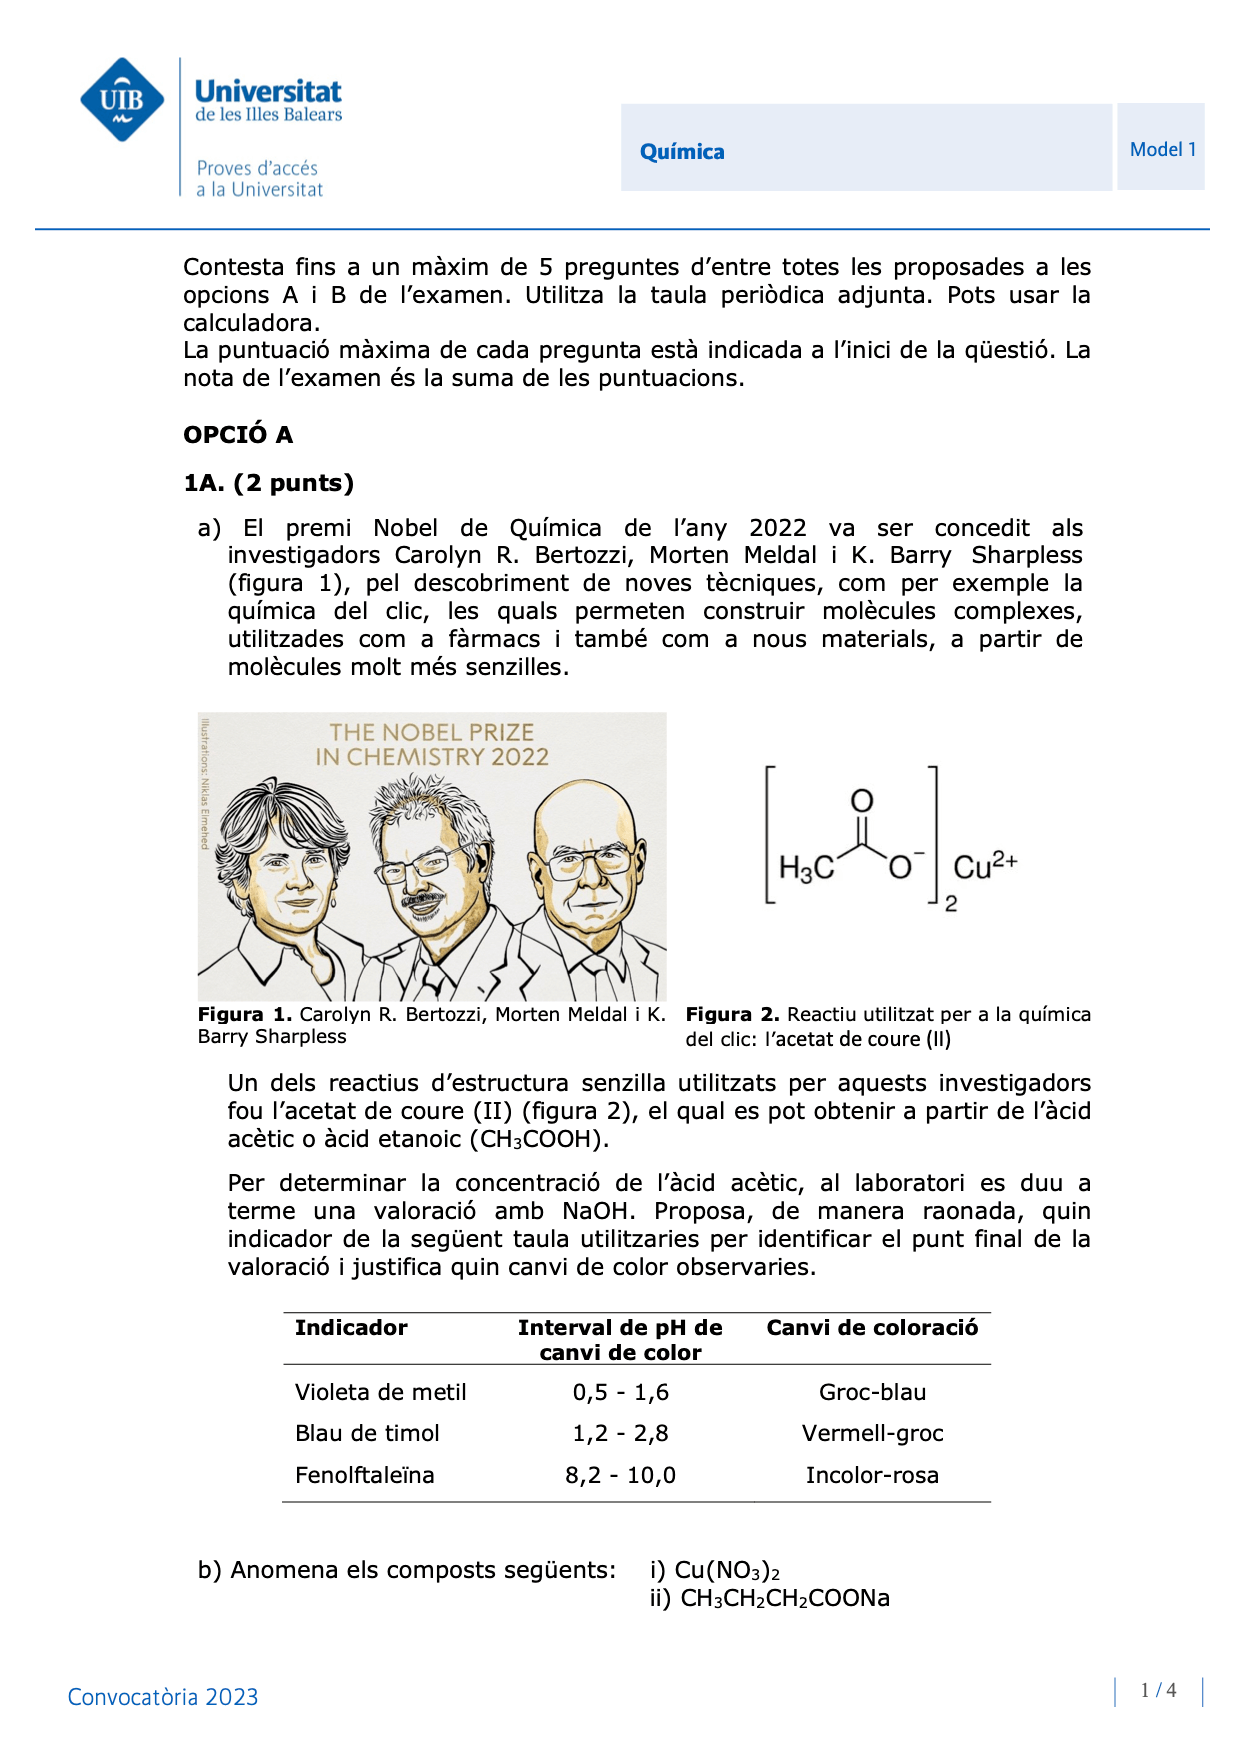 UIB
Universitat
de les Illes Balears
Proves d’accés
a la Universitat
Química
Model 1
Contesta fins a un màxim de 5 preguntes d’entre totes les proposades a les
opcions A i B de l’examen. Utilitza la taula periòdica adjunta. Pots usar la
calculadora.
La puntuació màxima de cada pregunta està indicada a l’inici de la qüestió. La
nota de l’examen és la suma de les puntuacions.
OPCIÓ A
1A. (2 punts)
a) El premi Nobel de Química de l’any 2022 va ser concedit als
investigadors Carolyn R. Bertozzi, Morten Meldal i K. Barry Sharpless
(figura 1), pel descobriment de noves tècniques, com per exemple la
química del clic, les quals permeten construir molècules complexes,
utilitzades com a fàrmacs i també com a nous materials, a partir de
molècules molt més senzilles.
Illustrations: Niklas Elmehed
THE NOBEL PRIZE
IN CHEMISTRY 2022
O
H₃C O⁻ 2 Cu²⁺
Figura 1. Carolyn R. Bertozzi, Morten Meldal i K.
Barry Sharpless
Figura 2. Reactiu utilitzat per a la química
del clic: l’acetat de coure (II)
Un dels reactius d’estructura senzilla utilitzats per aquests investigadors
fou l’acetat de coure (II) (figura 2), el qual es pot obtenir a partir de l’àcid
acètic o àcid etanoic (CH₃COOH).
Per determinar la concentració de l’àcid acètic, al laboratori es duu a
terme una valoració amb NaOH. Proposa, de manera raonada, quin
indicador de la següent taula utilitzaries per identificar el punt final de la
valoració i justifica quin canvi de color observaries.
Indicador Interval de pH de Canvi de coloració
canvi de color
Violeta de metil 0,5 - 1,6 Groc-blau
Blau de timol 1,2 - 2,8 Vermell-groc
Fenolftaleïna 8,2 - 10,0 Incolor-rosa
b) Anomena els composts següents: i) Cu(NO₃)₂
ii) CH₃CH₂CH₂COONa
Convocatòria 2023
1 / 4